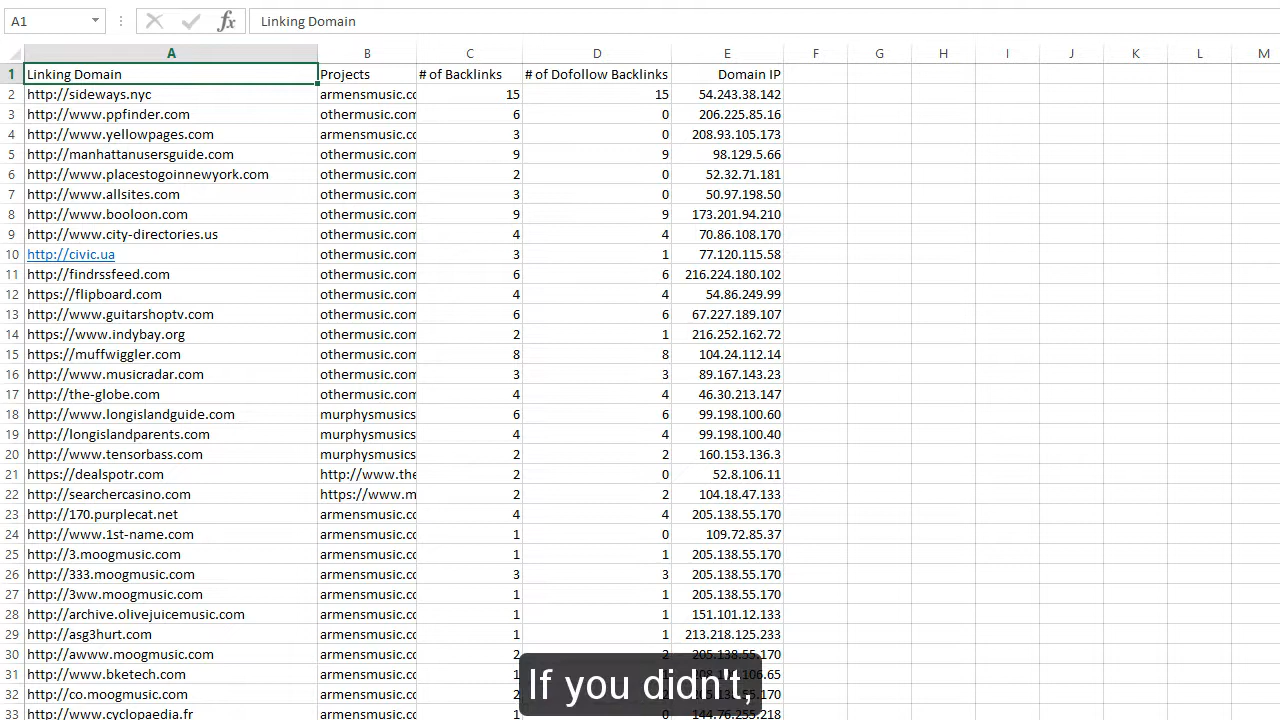 A1 fx Linking Domain
A B C D E F G H I J K L M
1 Linking Domain Projects # of Backlinks # of Dofollow Backlinks Domain IP
2 http://sideways.nyc armensmusic.co 15 15 54.243.38.142
3 http://www.ppfinder.com othermusic.com 6 0 206.225.85.16
4 http://www.yellowpages.com armensmusic.co 3 0 208.93.105.173
5 http://manhattanusersguide.com othermusic.com 9 9 98.129.5.66
6 http://www.placestogoinnewyork.com othermusic.com 2 0 52.32.71.181
7 http://www.allsites.com othermusic.com 3 0 50.97.198.50
8 http://www.booloon.com othermusic.com 9 9 173.201.94.210
9 http://www.city-directories.us othermusic.com 4 4 70.86.108.170
10 http://civic.ua othermusic.com 3 1 77.120.115.58
11 http://findrssfeed.com othermusic.com 6 6 216.224.180.102
12 https://flipboard.com othermusic.com 4 4 54.86.249.99
13 http://www.guitarshoptv.com othermusic.com 6 6 67.227.189.107
14 https://www.indybay.org othermusic.com 2 1 216.252.162.72
15 https://muffwiggler.com othermusic.com 8 8 104.24.112.14
16 http://www.musicradar.com othermusic.com 3 3 89.167.143.23
17 http://the-globe.com othermusic.com 4 4 46.30.213.147
18 http://www.longislandguide.com murphysmusics 6 6 99.198.100.60
19 http://longislandparents.com murphysmusics 4 4 99.198.100.40
20 http://www.tensorbass.com murphysmusics 2 2 160.153.136.3
21 https://dealspotr.com http://www.the 2 0 52.8.106.11
22 http://searchercasino.com https://www.m 2 2 104.18.47.133
23 http://170.purplecat.net armensmusic.co 4 4 205.138.55.170
24 http://www.1st-name.com armensmusic.co 1 0 109.72.85.37
25 http://3.moogmusic.com armensmusic.co 1 1 205.138.55.170
26 http://333.moogmusic.com armensmusic.co 3 3 205.138.55.170
27 http://3ww.moogmusic.com armensmusic.co 1 1 205.138.55.170
28 http://archive.olivejuicemusic.com armensmusic.co 1 1 151.101.12.133
29 http://asg3hurt.com armensmusic.co 1 1 213.218.125.233
30 http://awww.moogmusic.com armensmusic.co 2 2 205.138.55.170
31 http://www.bketech.com armensmusic.co 1
32 http://co.moogmusic.com armensmusic.co 2
33 http://www.cyclopaedia.fr armensmusic.co 1 0 144.76.255.218
If you didn't,